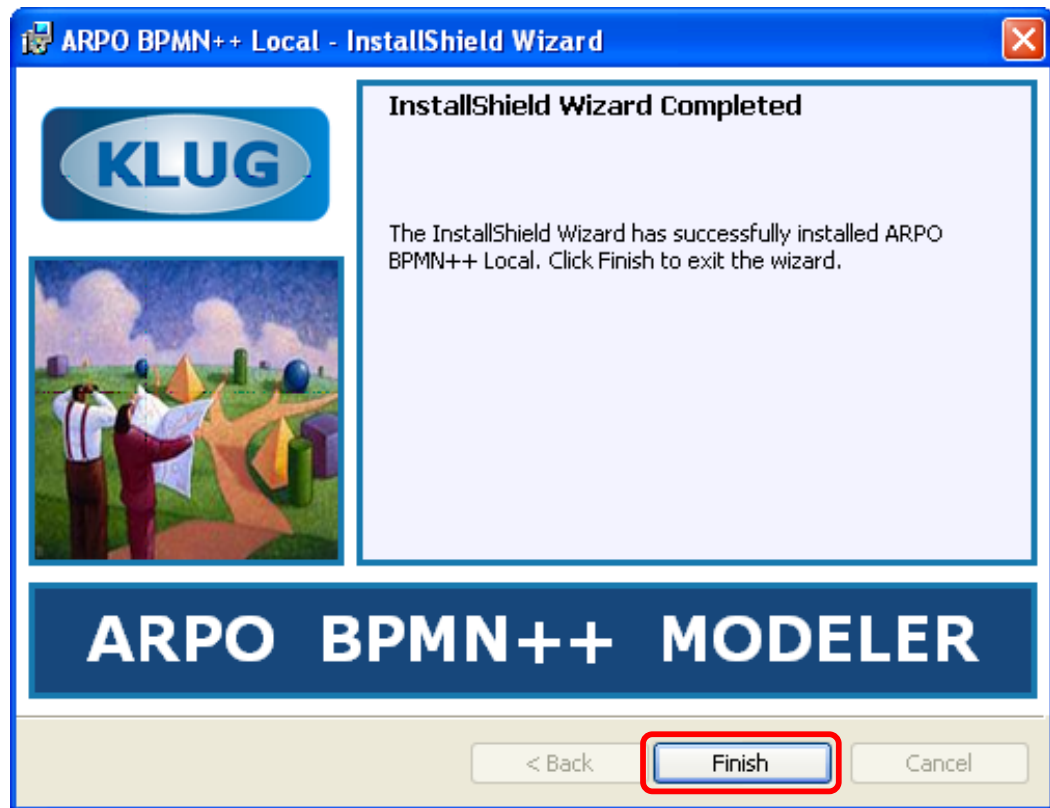 ARPO BPMN++ Local - InstallShield Wizard
KLUG
InstallShield Wizard Completed
The InstallShield Wizard has successfully installed ARPO
BPMN++ Local. Click Finish to exit the wizard.
ARPO BPMN++ MODELER
< Back
Finish
Cancel